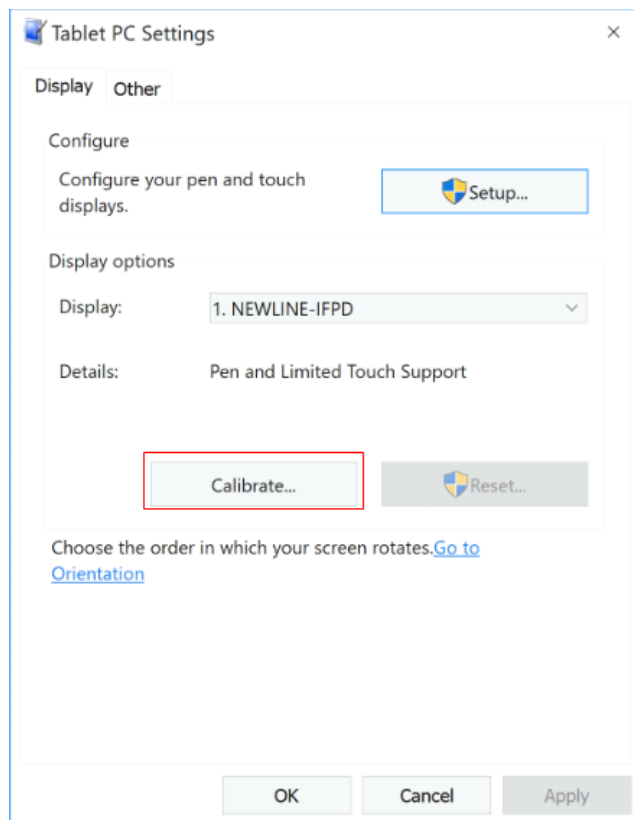 Tablet PC Settings
Display Other
Configure
Configure your pen and touch
displays.
Setup...
Display options
Display: 1. NEWLINE-IFPD
Details: Pen and Limited Touch Support
Calibrate... Reset...
Choose the order in which your screen rotates.Go to
Orientation
OK Cancel Apply